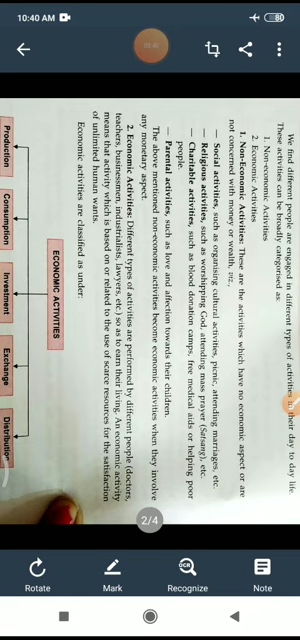 10:40 AM
80
00:40
We find different people are engaged in different types of activities in their day to day life.
These activities can be broadly categorised as:
1. Non-economic Activities
2. Economic Activities
1. Non-Economic Activities: These are the activities which have no economic aspect or are
not concerned with money or wealth, viz.,
— Social activities, such as organising cultural activities, picnic, attending marriages, etc.
— Religious activities, such as worshipping God, attending mass prayer (Satsang), etc.
— Charitable activities, such as blood donation camps, free medical aids or helping poor
people.
— Parental activities, such as love and affection towards their children.
The above mentioned non-economic activities become economic activities when they involve
any monetary aspect.
2. Economic Activities: Different types of activities are performed by different people (doctors,
teachers, businessmen, industrialists, lawyers, etc.) so as to earn their living. An economic activity
means that activity which is based on or related to the use of scarce resources for the satisfaction
of unlimited human wants.
Economic activities are classified as under:
ECONOMIC ACTIVITIES
Production Consumption Investment Exchange Distribution
2/4
Rotate Mark OCR Recognize Note